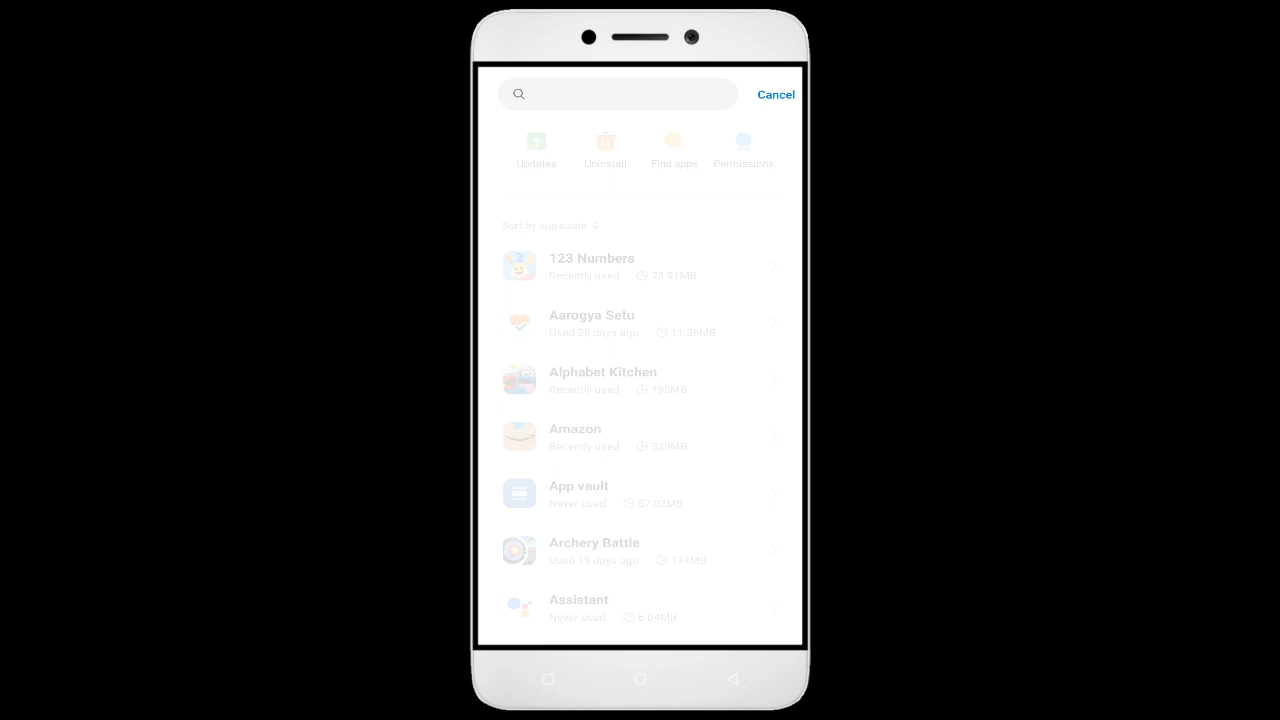 Cancel
Updates Uninstall Find apps Permissions
Sort by app name
123 Numbers
Recently used 73.91MB
Aarogya Setu
Used 28 days ago 11.36MB
Alphabet Kitchen
Recently used 195MB
Amazon
Recently used 329MB
App vault
Never used 57.02MB
Archery Battle
Used 19 days ago 174MB
Assistant
Never used 6.04MB